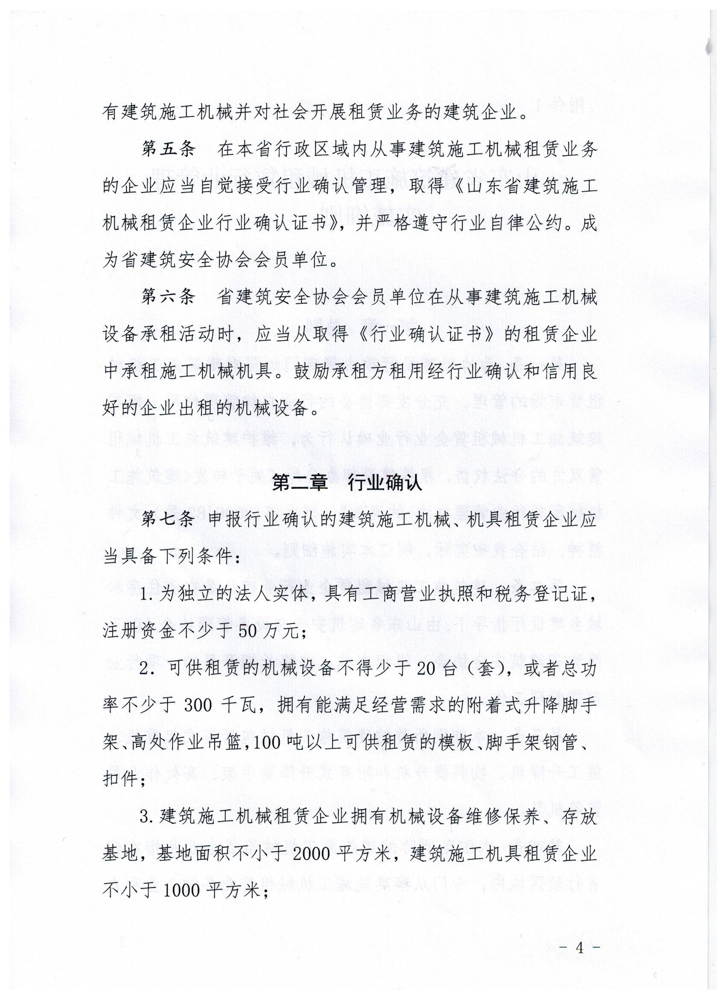 有建筑施工机械并对社会开展租赁业务的建筑企业。
第五条　在本省行政区域内从事建筑施工机械租赁业务
的企业应当自觉接受行业确认管理，取得《山东省建筑施工
机械租赁企业行业确认证书》，并严格遵守行业自律公约。成
为省建筑安全协会会员单位。
第六条　省建筑安全协会会员单位在从事建筑施工机械
设备承租活动时，应当从取得《行业确认证书》的租赁企业
中承租施工机械机具。鼓励承租方租用经行业确认和信用良
好的企业出租的机械设备。
第二章　行业确认
第七条 申报行业确认的建筑施工机械、机具租赁企业应
当具备下列条件：
1. 为独立的法人实体，具有工商营业执照和税务登记证，
注册资金不少于 50 万元；
2． 可供租赁的机械设备不得少于 20 台（套），或者总功
率不少于 300 千瓦，拥有能满足经营需求的附着式升降脚手
架、高处作业吊篮，100 吨以上可供租赁的模板、脚手架钢管、
扣件；
3. 建筑施工机械租赁企业拥有机械设备维修保养、存放
基地，基地面积不小于 2000 平方米，建筑施工机具租赁企业
不小于 1000 平方米；
- 4 -